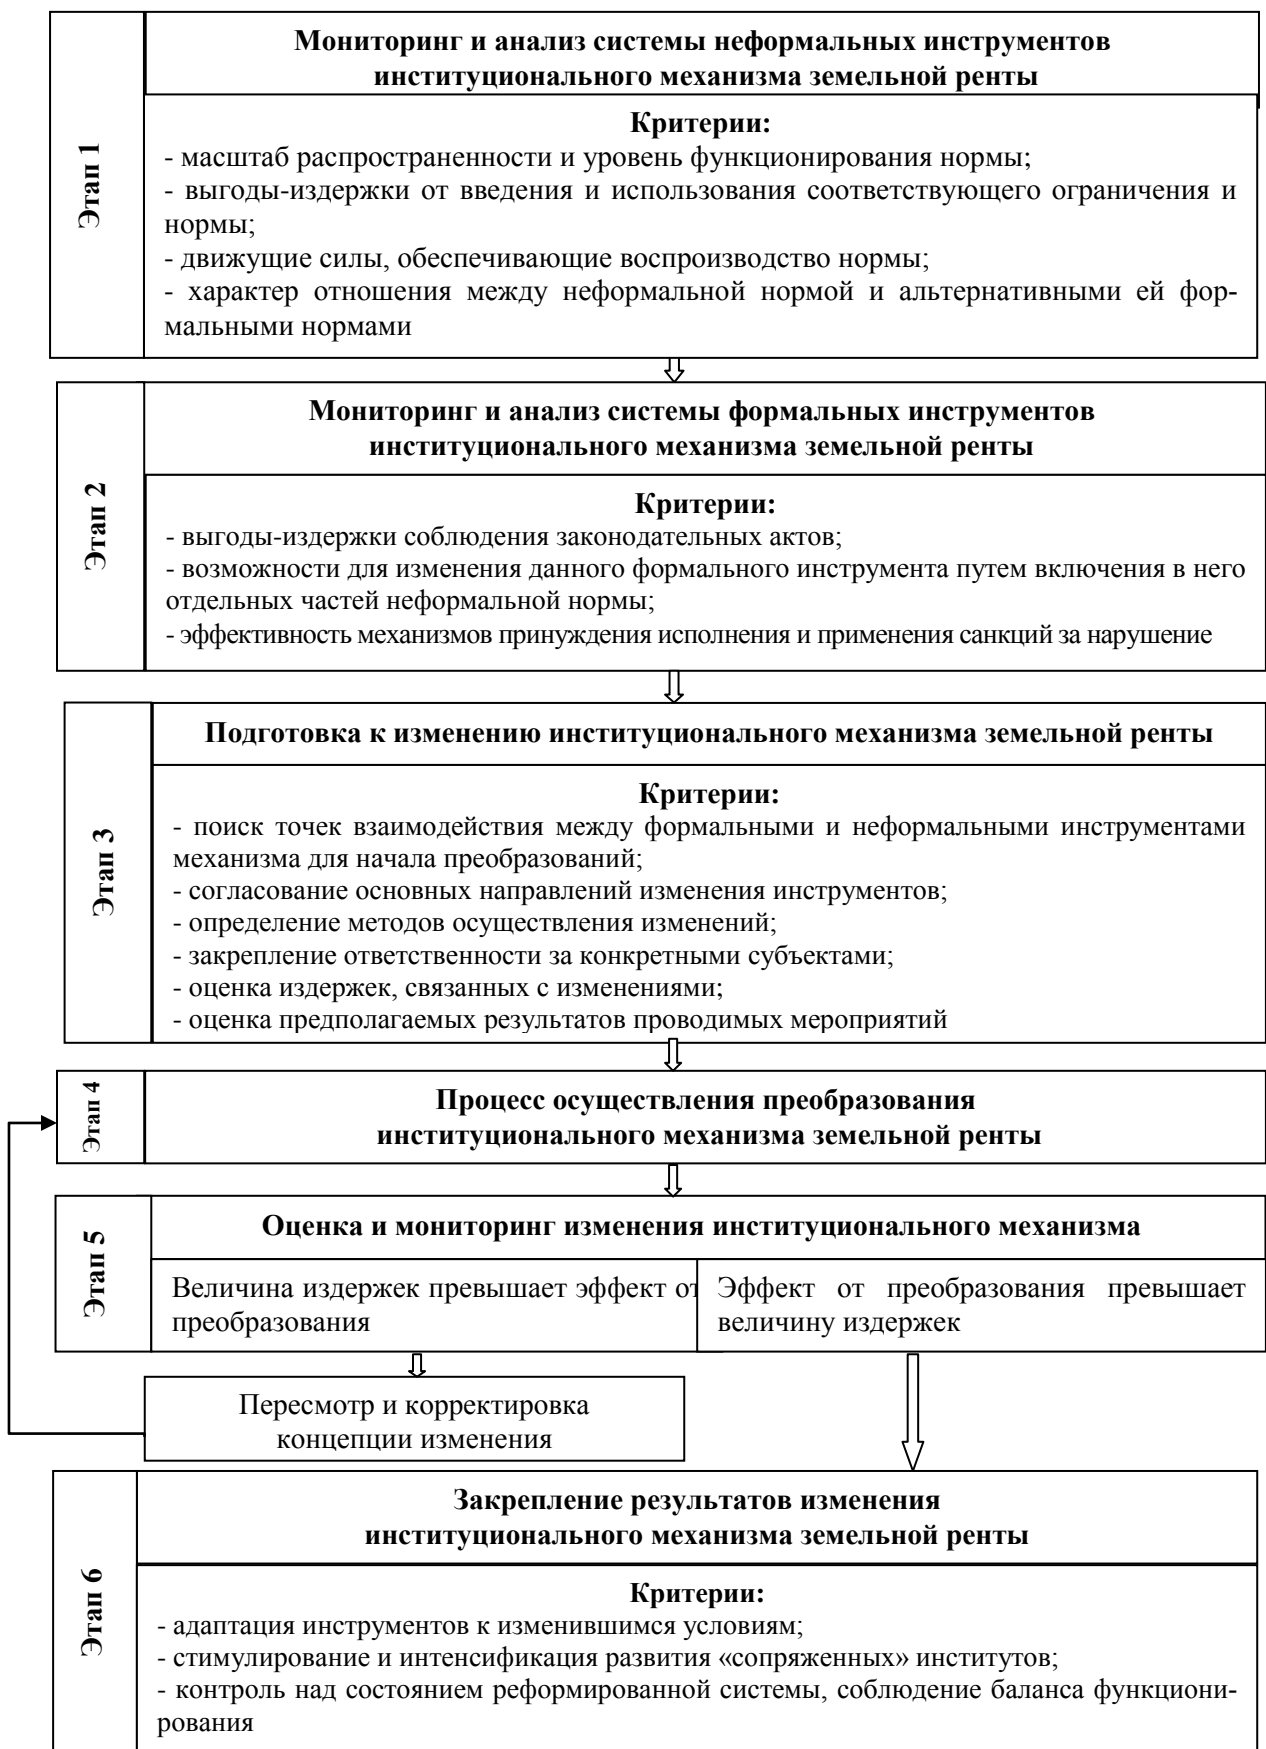 Этап 1
Мониторинг и анализ системы неформальных инструментов
институционального механизма земельной ренты
Критерии:
- масштаб распространенности и уровень функционирования нормы;
- выгоды-издержки от введения и использования соответствующего ограничения и
нормы;
- движущие силы, обеспечивающие воспроизводство нормы;
- характер отношения между неформальной нормой и альтернативными ей фор-
мальными нормами
Этап 2
Мониторинг и анализ системы формальных инструментов
институционального механизма земельной ренты
Критерии:
- выгоды-издержки соблюдения законодательных актов;
- возможности для изменения данного формального инструмента путем включения в него
отдельных частей неформальной нормы;
- эффективность механизмов принуждения исполнения и применения санкций за нарушение
Этап 3
Подготовка к изменению институционального механизма земельной ренты
Критерии:
- поиск точек взаимодействия между формальными и неформальными инструментами
механизма для начала преобразований;
- согласование основных направлений изменения инструментов;
- определение методов осуществления изменений;
- закрепление ответственности за конкретными субъектами;
- оценка издержек, связанных с изменениями;
- оценка предполагаемых результатов проводимых мероприятий
Этап 4
Процесс осуществления преобразования
институционального механизма земельной ренты
Этап 5
Оценка и мониторинг изменения институционального механизма
Величина издержек превышает эффект от
преобразования
Эффект от преобразования превышает
величину издержек
Пересмотр и корректировка
концепции изменения
Этап 6
Закрепление результатов изменения
институционального механизма земельной ренты
Критерии:
- адаптация инструментов к изменившимся условиям;
- стимулирование и интенсификация развития «сопряженных» институтов;
- контроль над состоянием реформированной системы, соблюдение баланса функциони-
рования